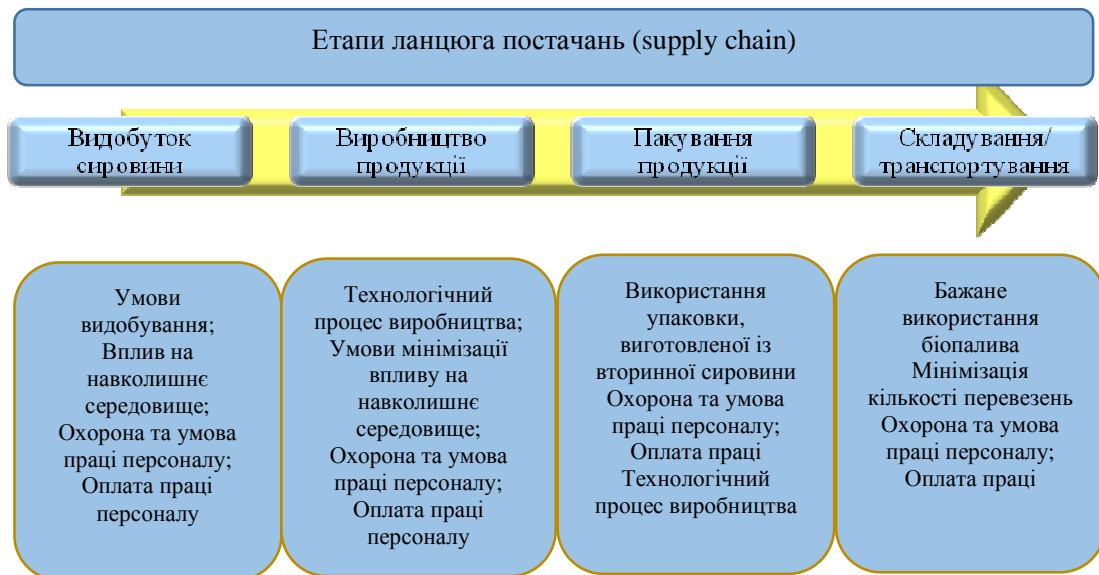 Етапи ланцюга постачань (supply chain)
Видобуток
сировини
Виробництво
продукції
Пакування
продукції
Складування/
транспортування
Умови
видобування;
Вплив на
навколишнє
середовище;
Охорона та умова
праці персоналу;
Оплата праці
персоналу
Технологічний
процес виробництва;
Умови мінімізації
впливу на
навколишнє
середовище;
Охорона та умова
праці персоналу;
Оплата праці
персоналу
Використання
упаковки,
виготовленої із
вторинної сировини
Охорона та умова
праці персоналу;
Оплата праці
Технологічний
процес виробництва
Бажане
використання
біопалива
Мінімізація
кількості перевезень
Охорона та умова
праці персоналу;
Оплата праці